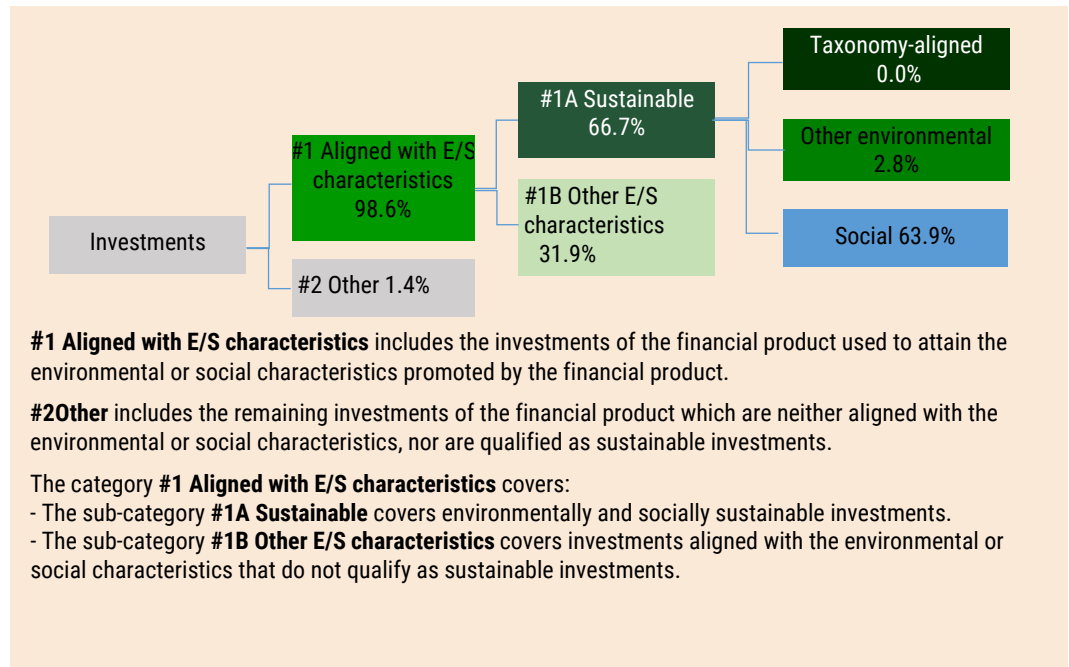 Investments
#1 Aligned with E/S
characteristics
98.6%
#2 Other 1.4%
#1A Sustainable
66.7%
#1B Other E/S
characteristics
31.9%
Taxonomy-aligned
0.0%
Other environmental
2.8%
Social 63.9%
#1 Aligned with E/S characteristics includes the investments of the financial product used to attain the
environmental or social characteristics promoted by the financial product.
#2Other includes the remaining investments of the financial product which are neither aligned with the
environmental or social characteristics, nor are qualified as sustainable investments.
The category #1 Aligned with E/S characteristics covers:
- The sub-category #1A Sustainable covers environmentally and socially sustainable investments.
- The sub-category #1B Other E/S characteristics covers investments aligned with the environmental or
social characteristics that do not qualify as sustainable investments.